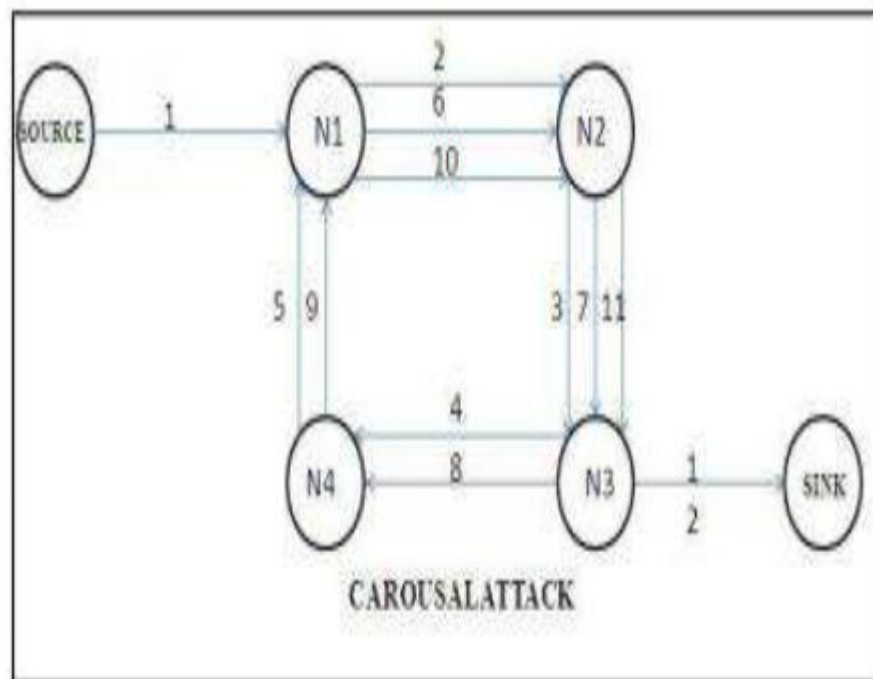 2
SOURCE 1 N1 6 N2
10
5 9 3 7 11
4
N4 8 N3 1 SINK
2
CAROUSALATTACK